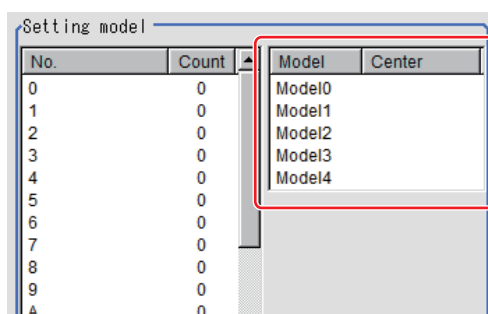 Setting model
No. Count
0 0
1 0
2 0
3 0
4 0
5 0
6 0
7 0
8 0
9 0
A 0
Model Center
Model0
Model1
Model2
Model3
Model4